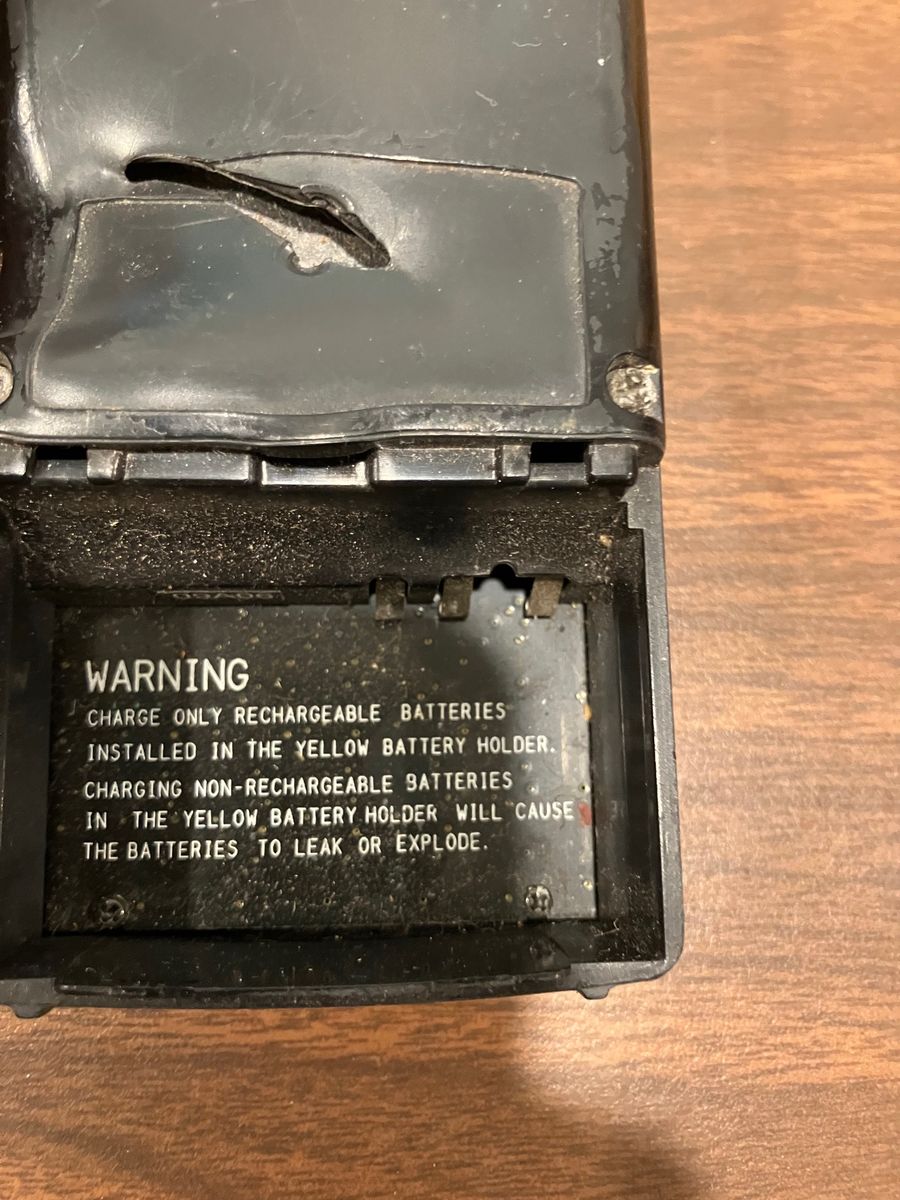 WARNING
CHARGE ONLY RECHARGEABLE BATTERIES
INSTALLED IN THE YELLOW BATTERY HOLDER.
CHARGING NON-RECHARGEABLE BATTERIES
IN THE YELLOW BATTERY HOLDER WILL CAUSE
THE BATTERIES TO LEAK OR EXPLODE.